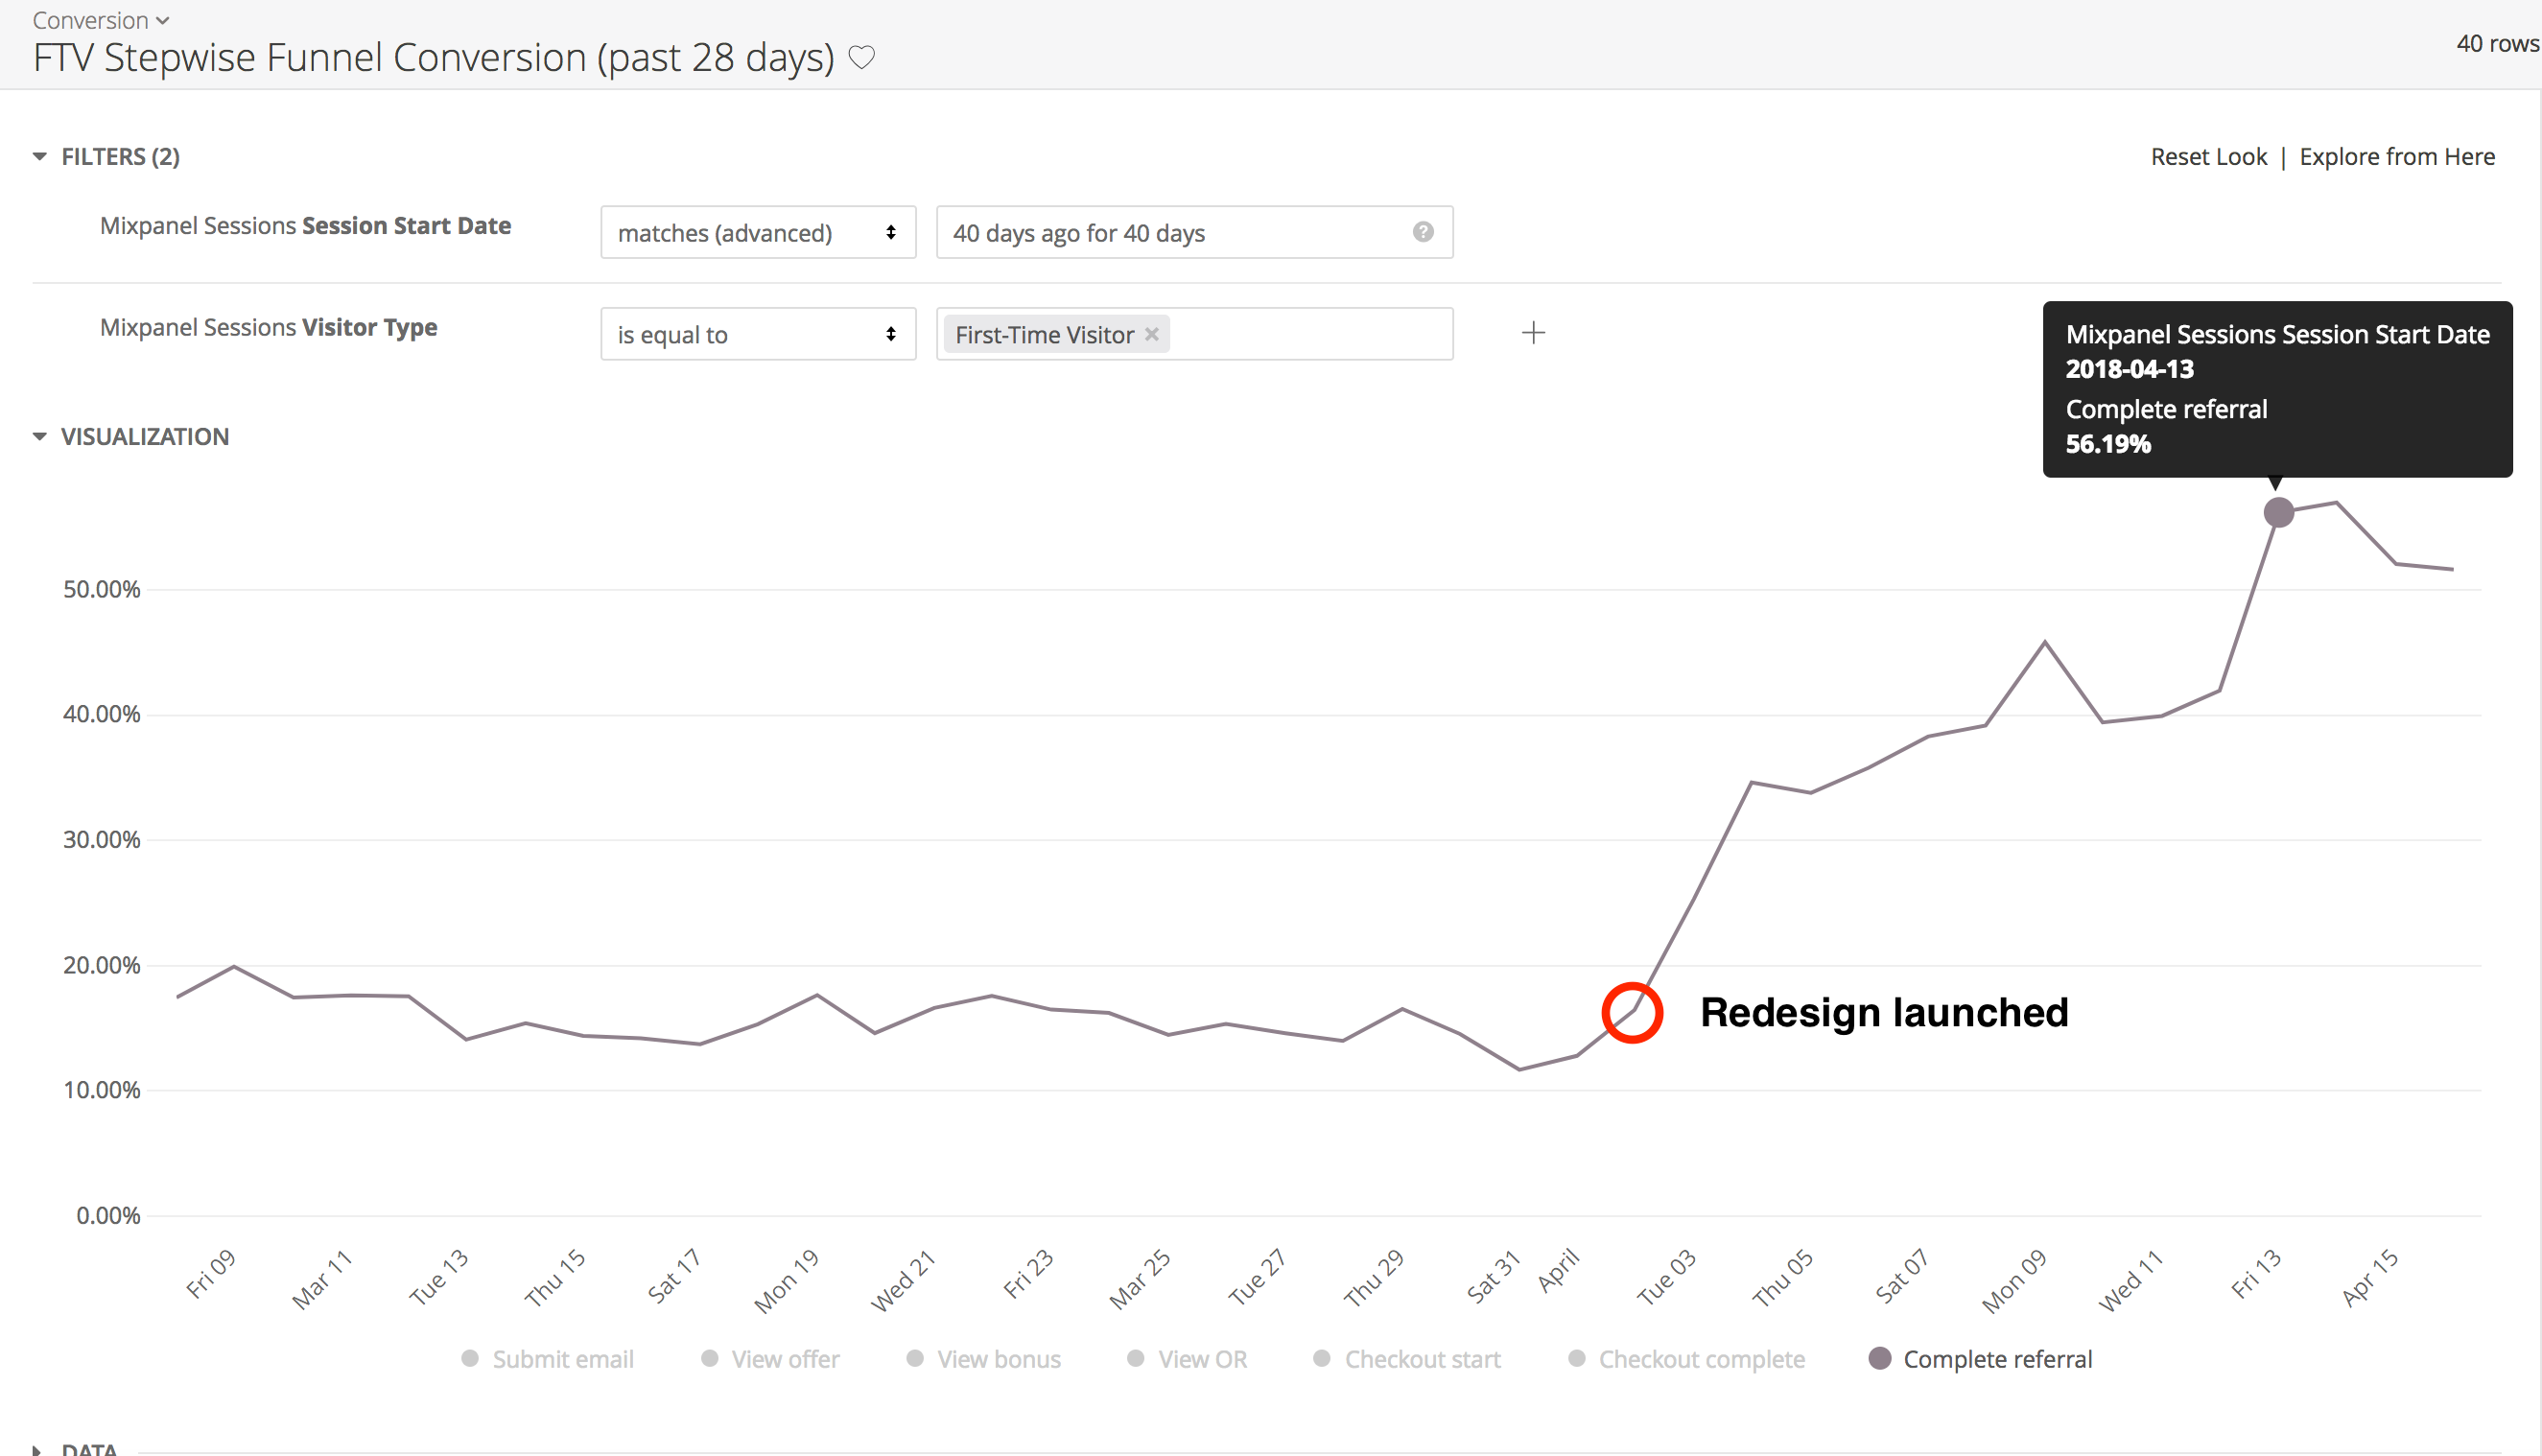 Conversion
FTV Stepwise Funnel Conversion (past 28 days)
40 rows
FILTERS (2)
Reset Look | Explore from Here
Mixpanel Sessions Session Start Date
matches (advanced)
40 days ago for 40 days
?
Mixpanel Sessions Visitor Type
is equal to
First-Time Visitor ×
+
Mixpanel Sessions Session Start Date
2018-04-13
Complete referral
56.19%
VISUALIZATION
50.00%
40.00%
30.00%
20.00%
10.00%
0.00%
Redesign launched
Fri 09
Mar 11
Tue 13
Thu 15
Sat 17
Mon 19
Wed 21
Fri 23
Mar 25
Tue 27
Thu 29
Sat 31
April
Tue 03
Thu 05
Sat 07
Mon 09
Wed 11
Fri 13
Apr 15
Submit email
View offer
View bonus
View OR
Checkout start
Checkout complete
Complete referral
DATA